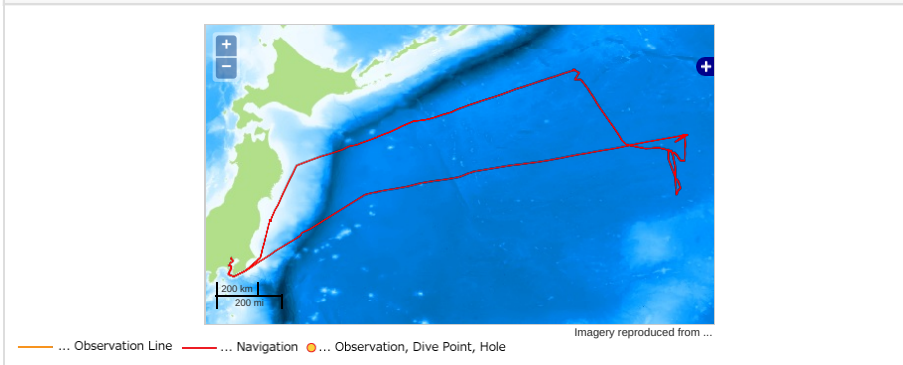 +
−
+
200 km
200 mi
Imagery reproduced from ...
... Observation Line ... Navigation ... Observation, Dive Point, Hole